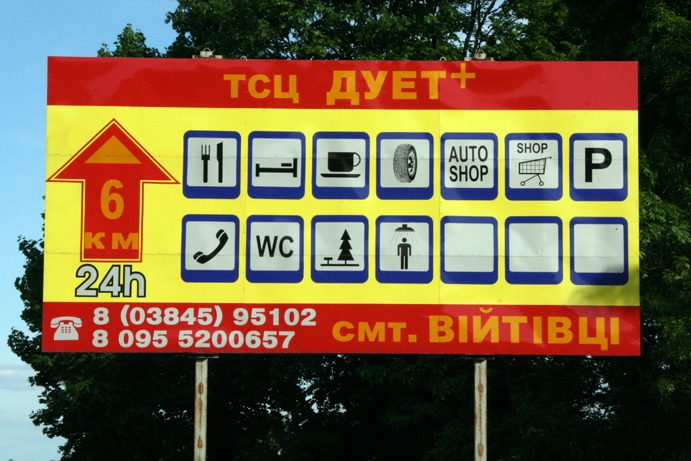 ТСЦ ДУЕТ+
6
КМ
24h
AUTO
SHOP
SHOP
P
WC
8 (03845) 95102
8 095 5200657
смт. ВІЙТІВЦІ